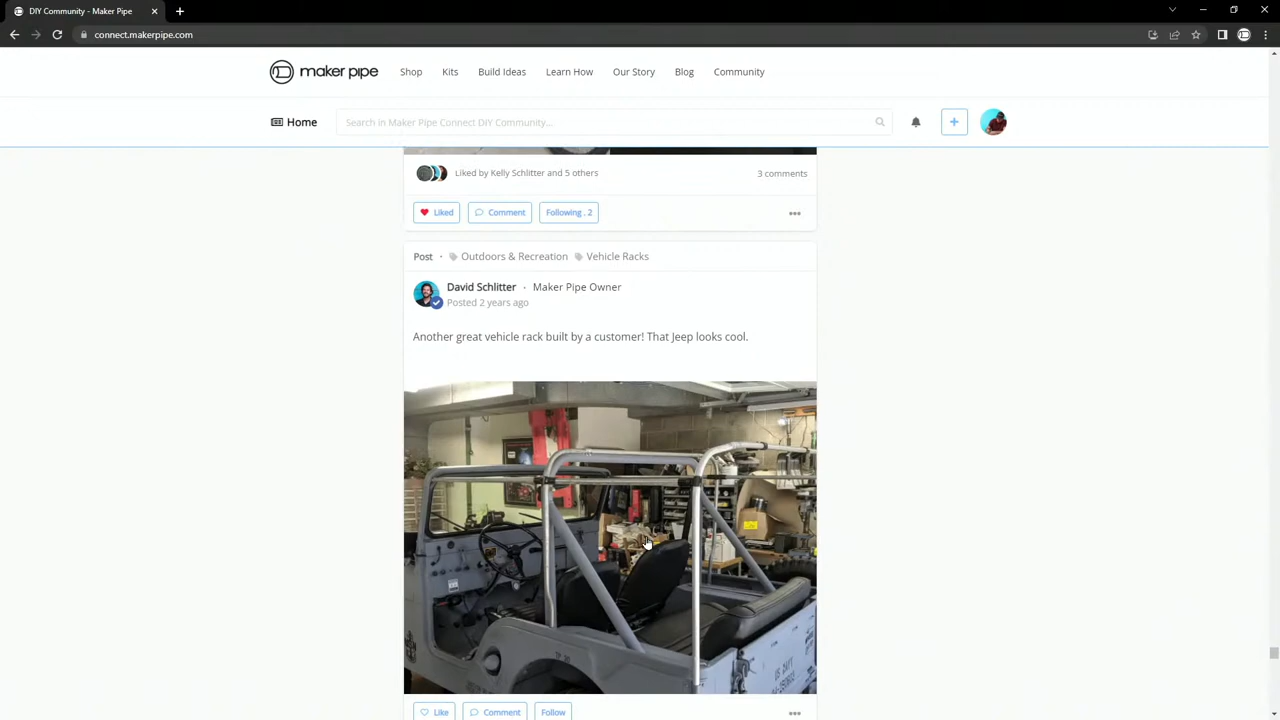 DIY Community - Maker Pipe
connect.makerpipe.com
maker pipe Shop Kits Build Ideas Learn How Our Story Blog Community
Home Search in Maker Pipe Connect DIY Community...
Liked by Kelly Schlitter and 5 others 3 comments
Liked Comment Following . 2
Post · Outdoors & Recreation Vehicle Racks
David Schlitter · Maker Pipe Owner
Posted 2 years ago
Another great vehicle rack built by a customer! That Jeep looks cool.
US NAVY
Like Comment Follow